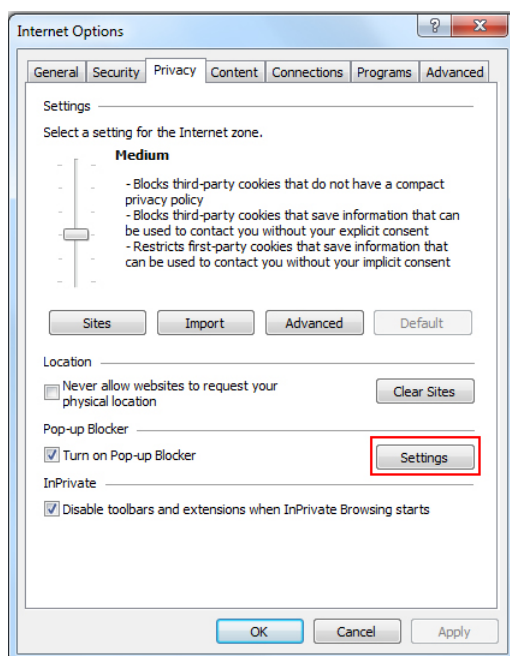 Internet Options
General Security Privacy Content Connections Programs Advanced
Settings
Select a setting for the Internet zone.
Medium
- Blocks third-party cookies that do not have a compact
privacy policy
- Blocks third-party cookies that save information that can
be used to contact you without your explicit consent
- Restricts first-party cookies that save information that
can be used to contact you without your implicit consent
Sites Import Advanced Default
Location
Never allow websites to request your
physical location
Clear Sites
Pop-up Blocker
Turn on Pop-up Blocker
Settings
InPrivate
Disable toolbars and extensions when InPrivate Browsing starts
OK Cancel Apply